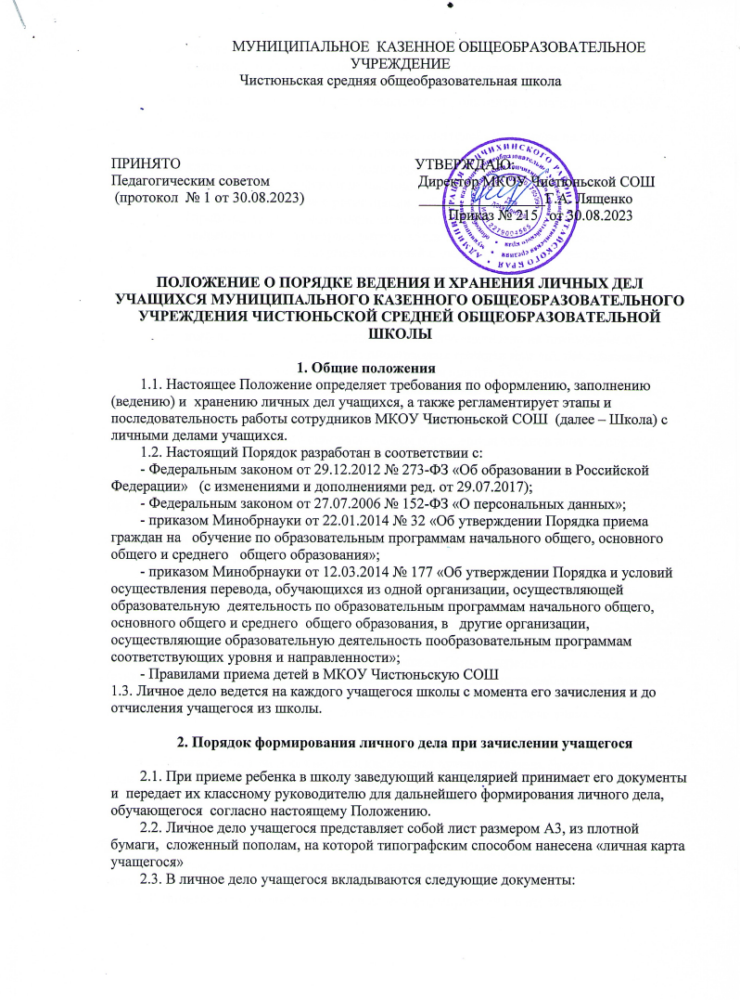 МУНИЦИПАЛЬНОЕ КАЗЕННОЕ ОБЩЕОБРАЗОВАТЕЛЬНОЕ
УЧРЕЖДЕНИЕ
Чистюньская средняя общеобразовательная школа
ПРИНЯТО УТВЕРЖДАЮ:
Педагогическим советом Директор МКОУ Чистюньской СОШ
(протокол № 1 от 30.08.2023) Г. А. Лященко
Приказ № 215 от 30.08.2023
ПОЛОЖЕНИЕ О ПОРЯДКЕ ВЕДЕНИЯ И ХРАНЕНИЯ ЛИЧНЫХ ДЕЛ
УЧАЩИХСЯ МУНИЦИПАЛЬНОГО КАЗЕННОГО ОБЩЕОБРАЗОВАТЕЛЬНОГО
УЧРЕЖДЕНИЯ ЧИСТЮНЬСКОЙ СРЕДНЕЙ ОБЩЕОБРАЗОВАТЕЛЬНОЙ
ШКОЛЫ
1. Общие положения
1.1. Настоящее Положение определяет требования по оформлению, заполнению
(ведению) и хранению личных дел учащихся, а также регламентирует этапы и
последовательность работы сотрудников МКОУ Чистюньской СОШ (далее – Школа) с
личными делами учащихся.
1.2. Настоящий Порядок разработан в соответствии с:
- Федеральным законом от 29.12.2012 № 273-ФЗ «Об образовании в Российской
Федерации» (с изменениями и дополнениями ред. от 29.07.2017);
- Федеральным законом от 27.07.2006 № 152-ФЗ «О персональных данных»;
- приказом Минобрнауки от 22.01.2014 № 32 «Об утверждении Порядка приема
граждан на обучение по образовательным программам начального общего, основного
общего и среднего общего образования»;
- приказом Минобрнауки от 12.03.2014 № 177 «Об утверждении Порядка и условий
осуществления перевода, обучающихся из одной организации, осуществляющей
образовательную деятельность по образовательным программам начального общего,
основного общего и среднего общего образования, в другие организации,
осуществляющие образовательную деятельность пообразовательным программам
соответствующих уровня и направленности»;
- Правилами приема детей в МКОУ Чистюньскую СОШ
1.3. Личное дело ведется на каждого учащегося школы с момента его зачисления и до
отчисления учащегося из школы.
2. Порядок формирования личного дела при зачислении учащегося
2.1. При приеме ребенка в школу заведующий канцелярией принимает его документы
и передает их классному руководителю для дальнейшего формирования личного дела,
обучающегося согласно настоящему Положению.
2.2. Личное дело учащегося представляет собой лист размером А3, из плотной
бумаги, сложенный пополам, на которой типографским способом нанесена «личная карта
учащегося»
2.3. В личное дело учащегося вкладываются следующие документы: